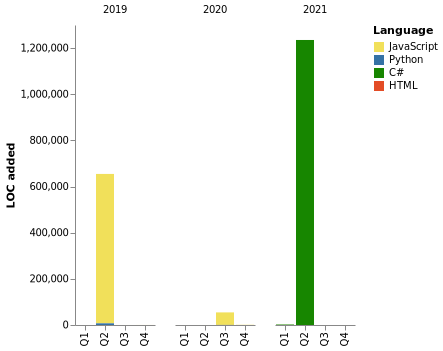 2019 2020 2021
Language
JavaScript
Python
C#
HTML
LOC added
1,200,000
1,000,000
800,000
600,000
400,000
200,000
0
Q1 Q2 Q3 Q4 Q1 Q2 Q3 Q4 Q1 Q2 Q3 Q4